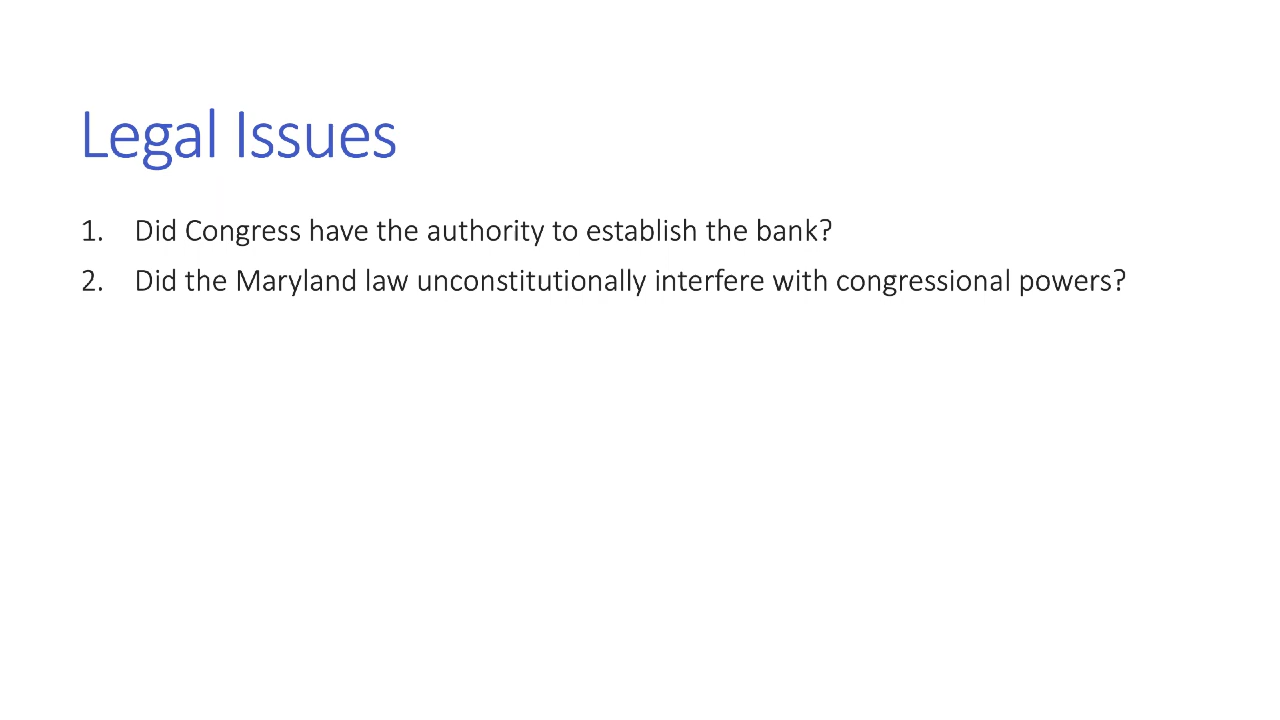 Legal Issues
1. Did Congress have the authority to establish the bank?
2. Did the Maryland law unconstitutionally interfere with congressional powers?